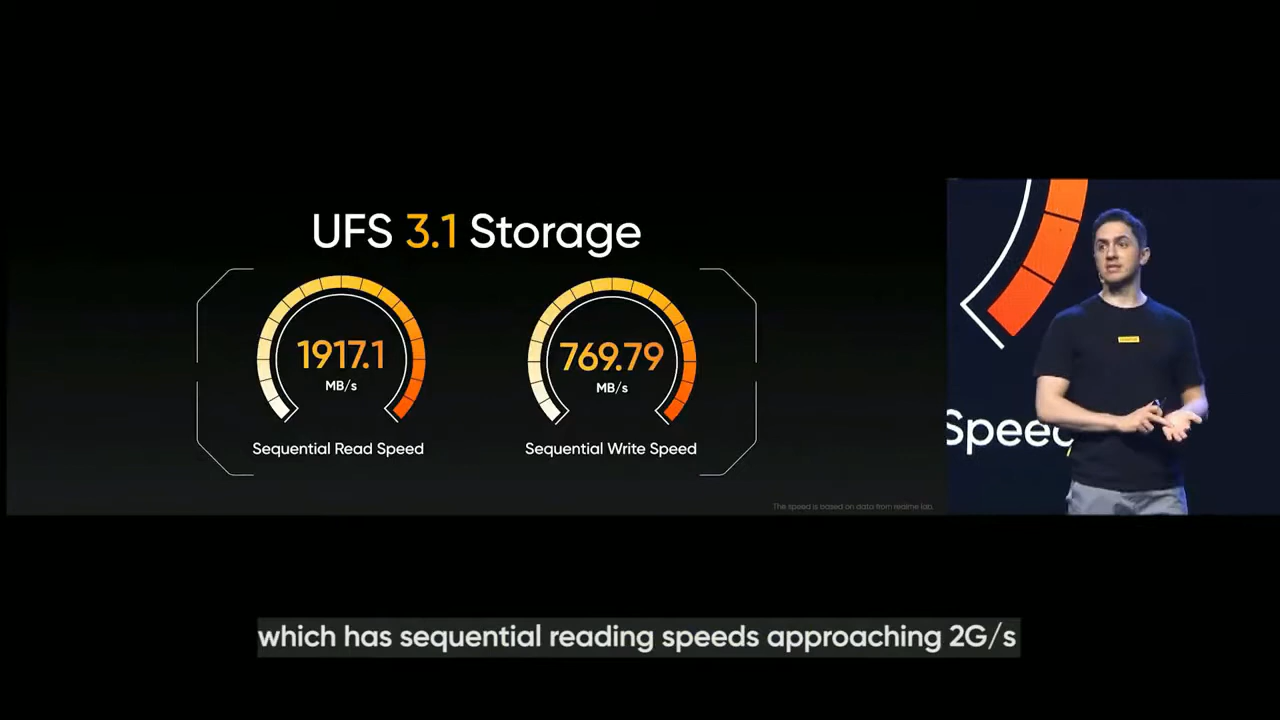 UFS 3.1 Storage
1917.1
MB/s
Sequential Read Speed
769.79
MB/s
Sequential Write Speed
The speed is based on data from realme lab.
Speed
which has sequential reading speeds approaching 2G/s